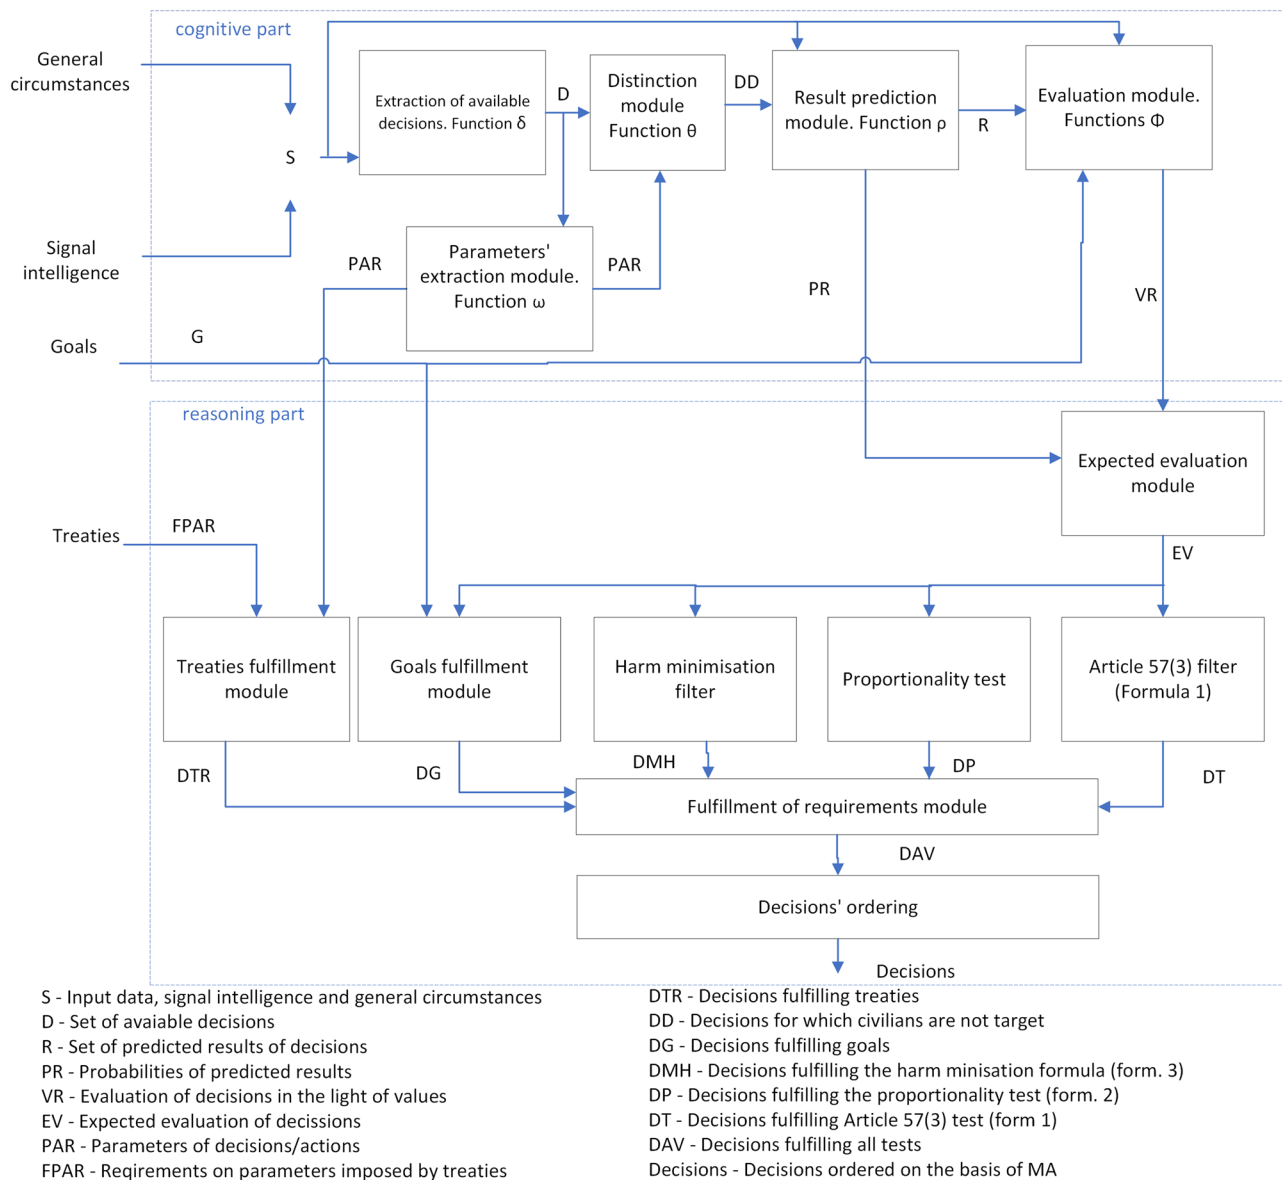 cognitive part
General
circumstances
Extraction of available
decisions. Function δ
D
Distinction
module
Function θ
DD
Result prediction
module. Function ρ
R
Evaluation module.
Functions Φ
S
Signal
intelligence
PAR
Parameters'
extraction module.
Function ω
PAR
PR
VR
Goals
G
reasoning part
Expected evaluation
module
Treaties
FPAR
EV
Treaties fulfillment
module
Goals fulfillment
module
Harm minimisation
filter
Proportionality test
Article 57(3) filter
(Formula 1)
DTR
DG
DMH
DP
DT
Fulfillment of requirements module
DAV
Decisions' ordering
Decisions
S - Input data, signal intelligence and general circumstances
D - Set of avaiable decisions
R - Set of predicted results of decisions
PR - Probabilities of predicted results
VR - Evaluation of decisions in the light of values
EV - Expected evaluation of decissions
PAR - Parameters of decisions/actions
FPAR - Reqirements on parameters imposed by treaties
DTR - Decisions fulfilling treaties
DD - Decisions for which civilians are not target
DG - Decisions fulfilling goals
DMH - Decisions fulfilling the harm minisation formula (form. 3)
DP - Decisions fulfilling the proportionality test (form. 2)
DT - Decisions fulfilling Article 57(3) test (form 1)
DAV - Decisions fulfilling all tests
Decisions - Decisions ordered on the basis of MA